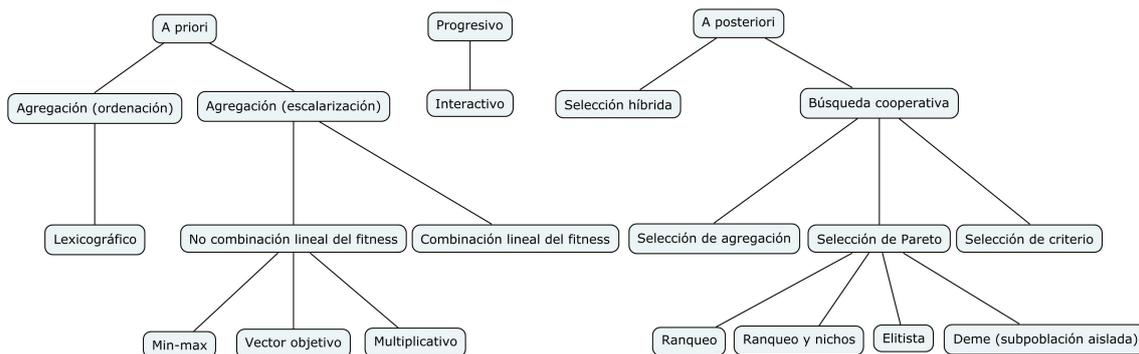 A priori
Progresivo
A posteriori
Agregación (ordenación)
Agregación (escalarización)
Interactivo
Selección híbrida
Búsqueda cooperativa
Lexicográfico
No combinación lineal del fitness
Combinación lineal del fitness
Selección de agregación
Selección de Pareto
Selección de criterio
Min-max
Vector objetivo
Multiplicativo
Ranqueo
Ranqueo y nichos
Elitista
Deme (subpoblación aislada)